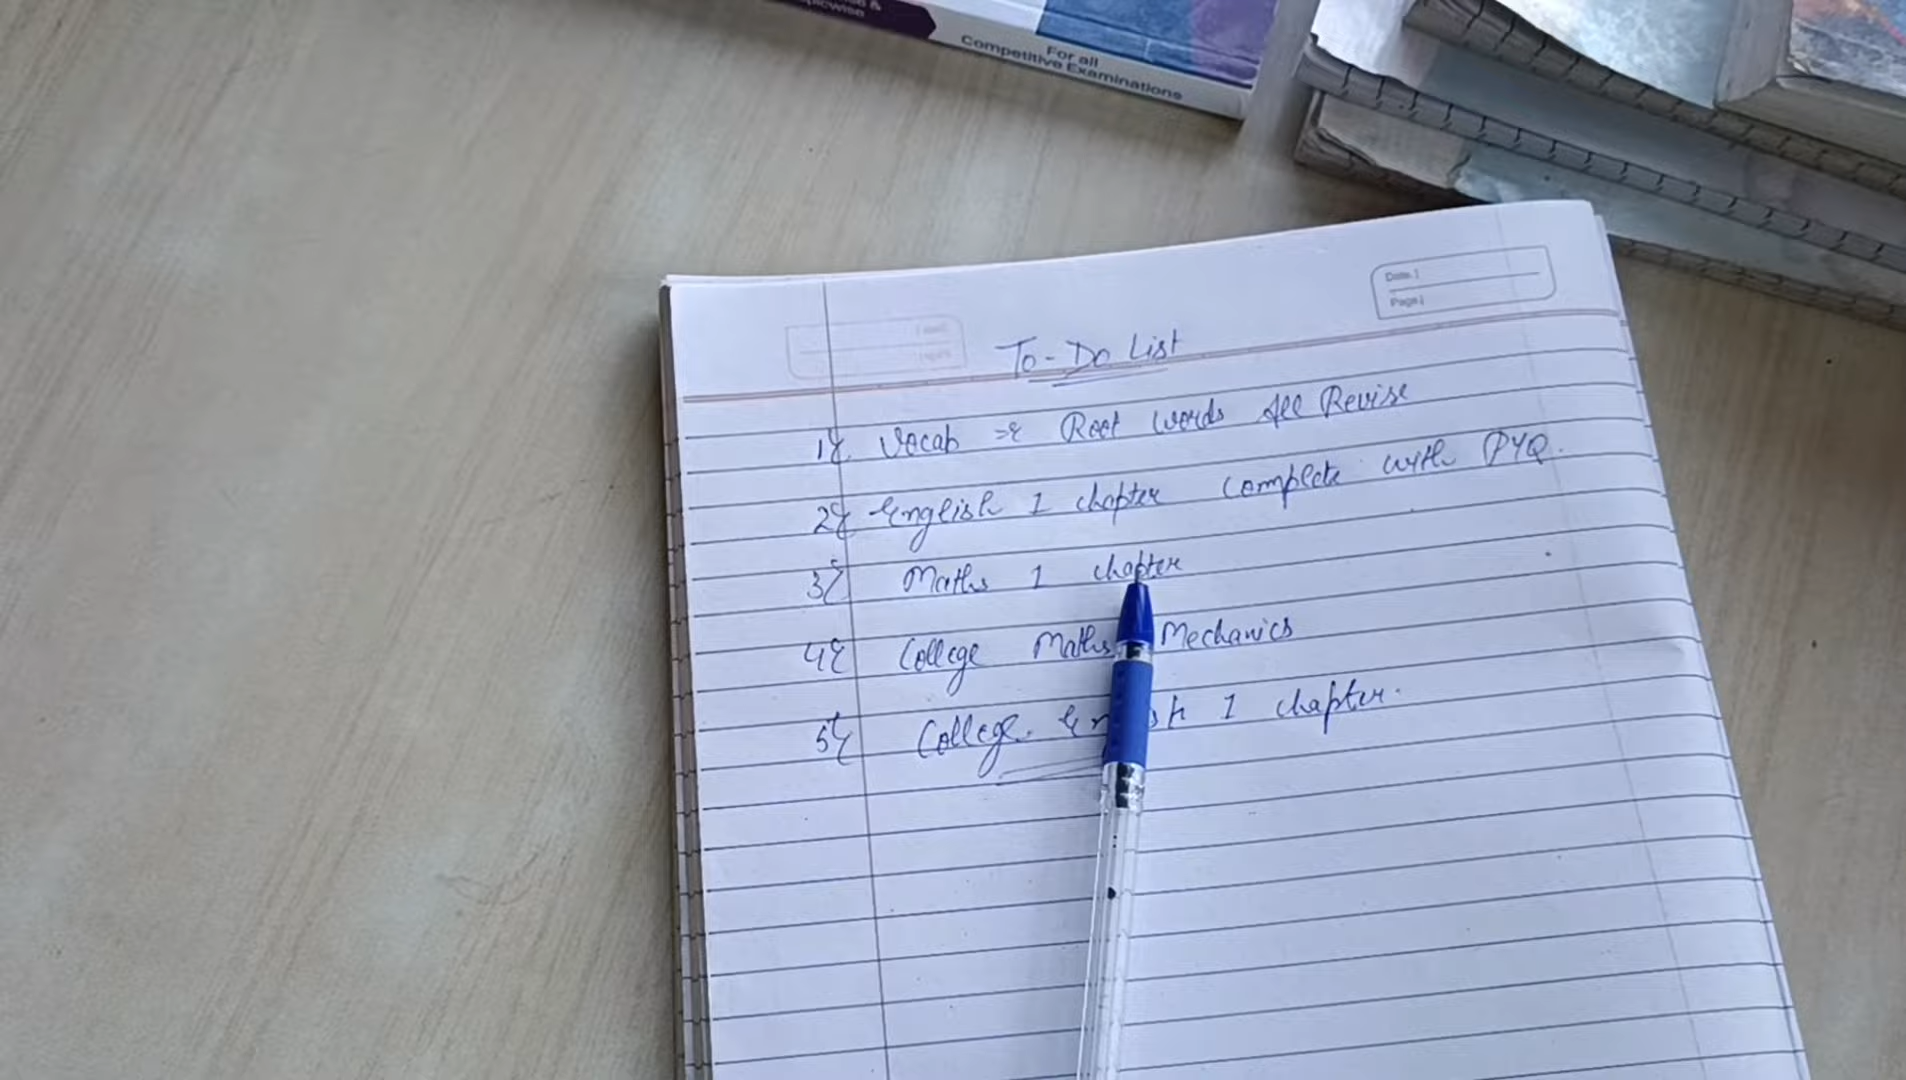 For all
Competitive Examinations
Date :
Page :
To-Do List
1} Vocab => Root words All Revise
2} English 1 chapter complete with PYQ.
3} Maths 1 chapter
4} College Maths Mechanics
5} College 1 chapter.